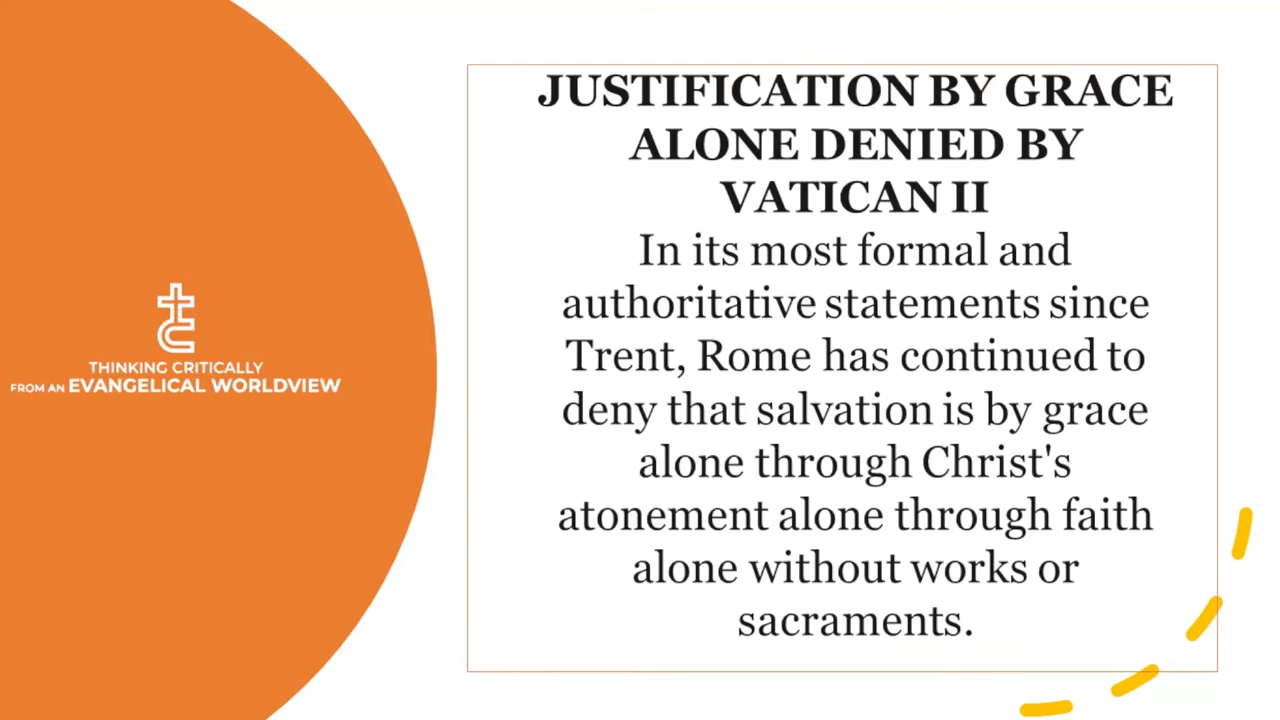 JUSTIFICATION BY GRACE
ALONE DENIED BY
VATICAN II
In its most formal and
authoritative statements since
Trent, Rome has continued to
deny that salvation is by grace
alone through Christ's
atonement alone through faith
alone without works or
sacraments.
THINKING CRITICALLY
FROM AN EVANGELICAL WORLDVIEW